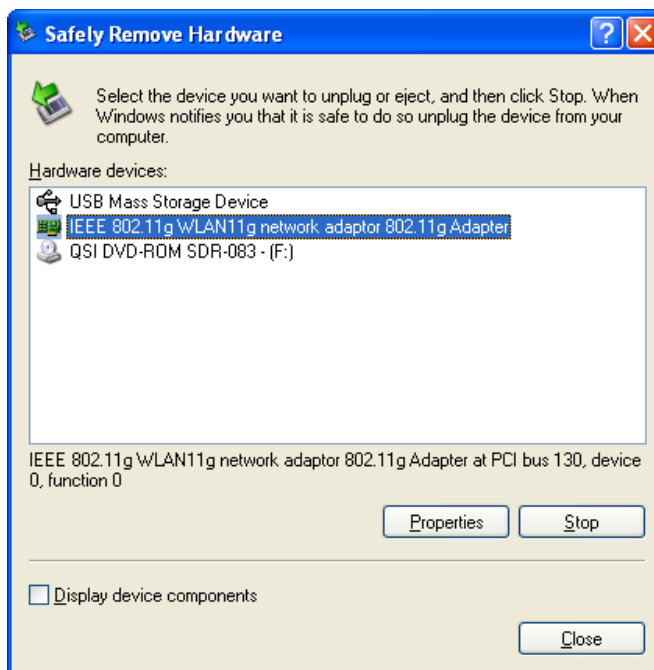 Safely Remove Hardware
Select the device you want to unplug or eject, and then click Stop. When
Windows notifies you that it is safe to do so unplug the device from your
computer.
Hardware devices:
USB Mass Storage Device
IEEE 802.11g WLAN11g network adaptor 802.11g Adapter
QSI DVD-ROM SDR-083 - (F:)
IEEE 802.11g WLAN11g network adaptor 802.11g Adapter at PCI bus 130, device
0, function 0
Properties
Stop
Display device components
Close